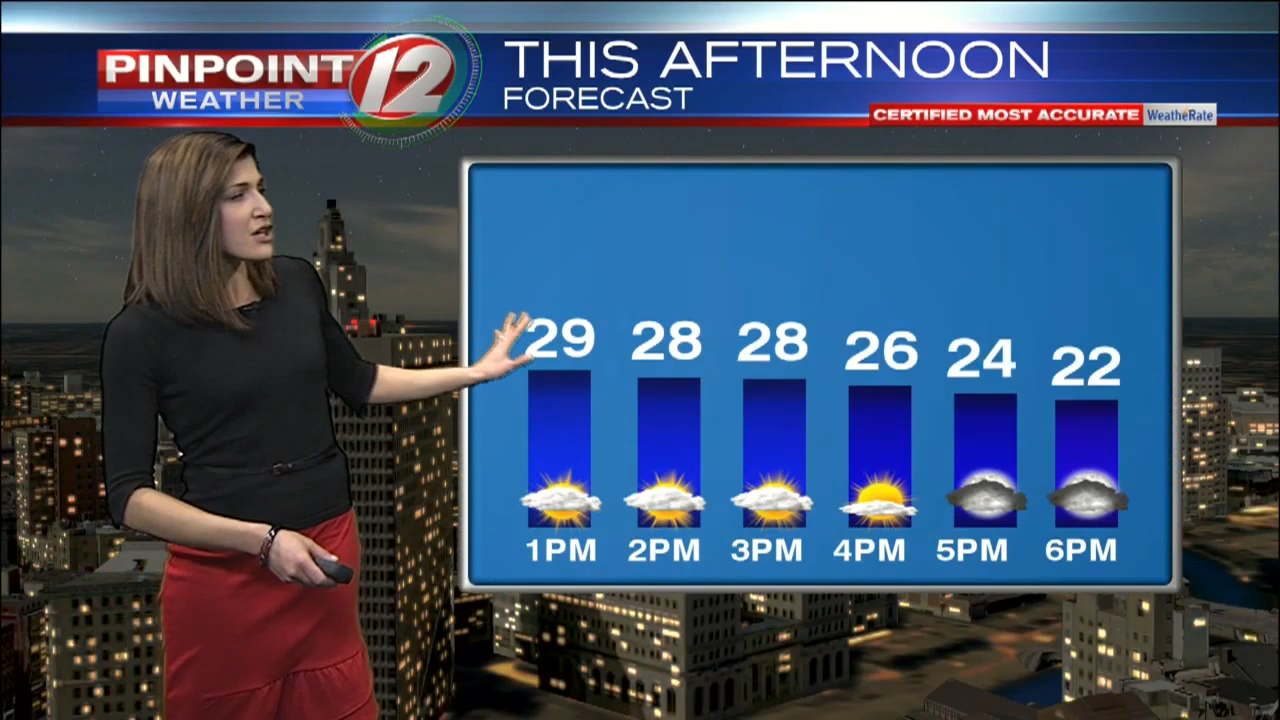 PINPOINT 12
WEATHER
THIS AFTERNOON
FORECAST
CERTIFIED MOST ACCURATE WeatheRate
29 28 28 26 24 22
1PM 2PM 3PM 4PM 5PM 6PM